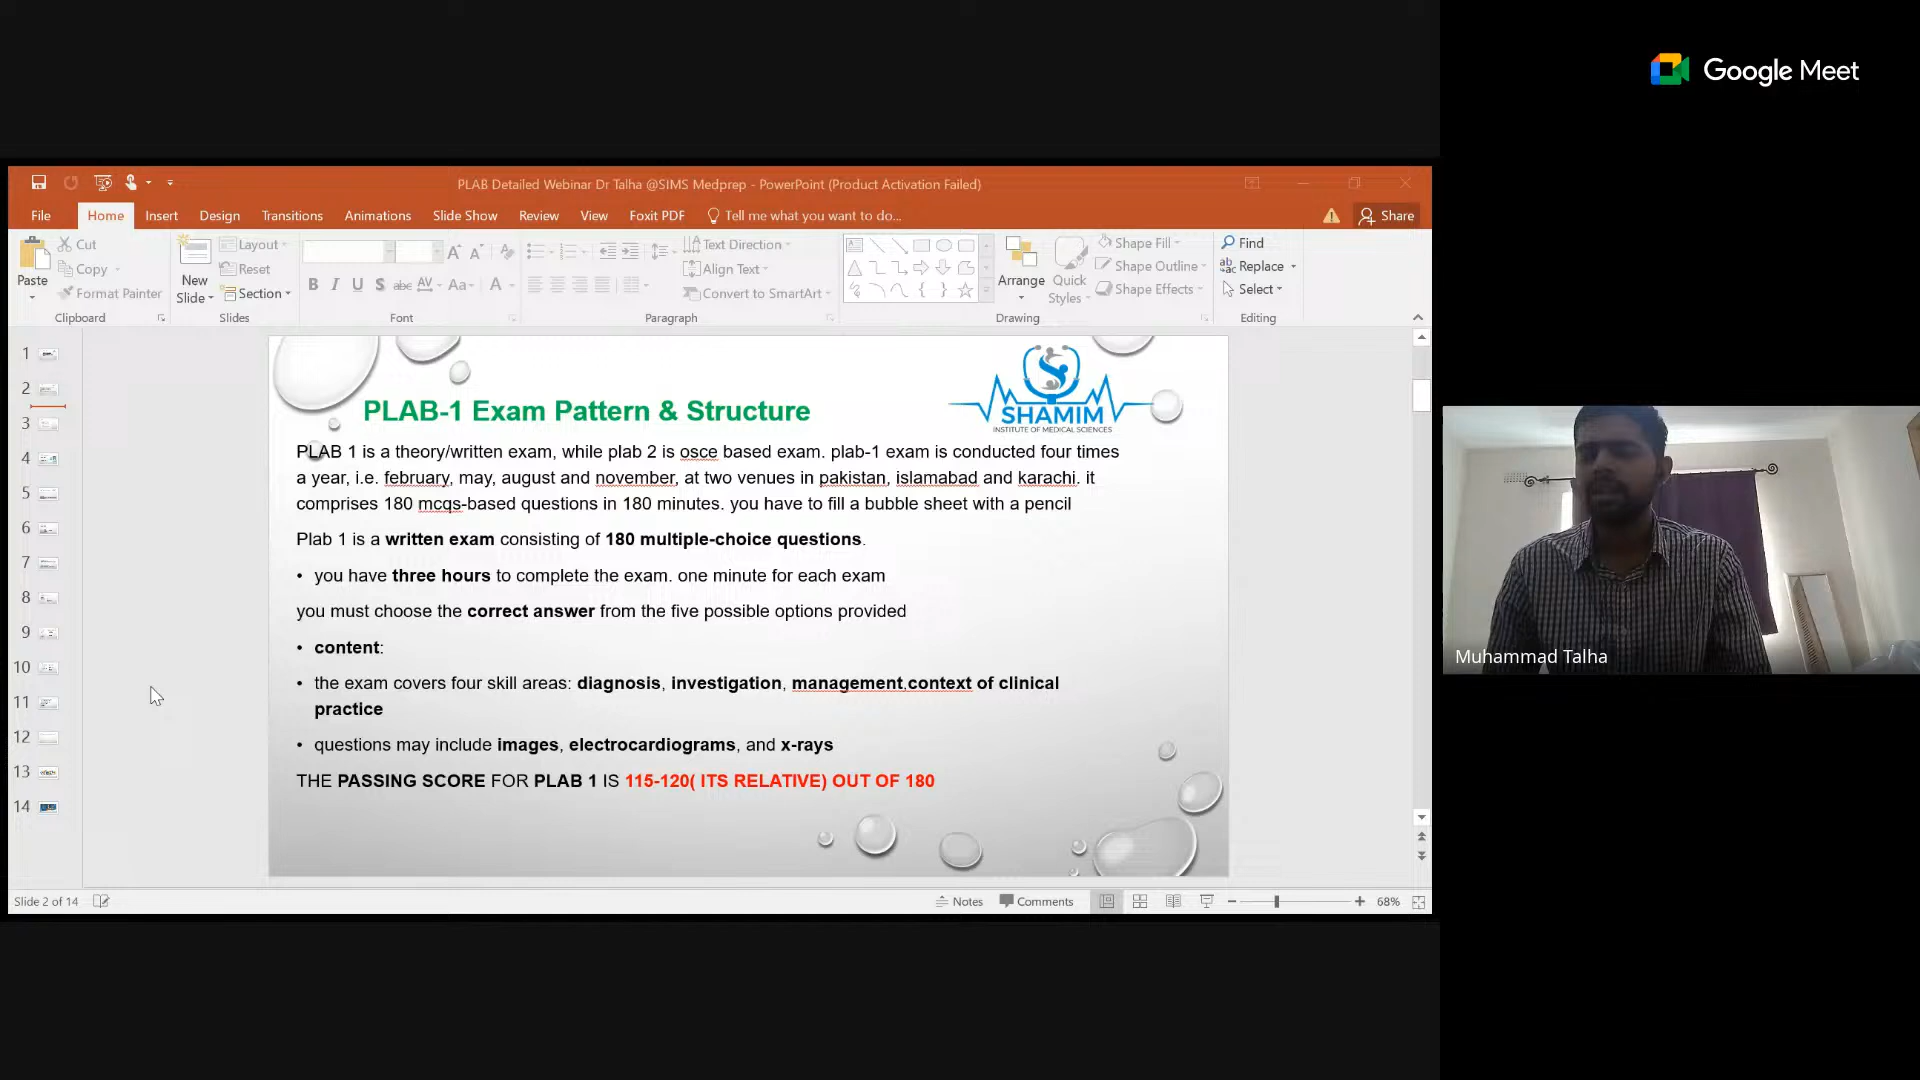 Google Meet
PLAB Detailed Webinar Dr Talha @SIMS Medprep - PowerPoint (Product Activation Failed)
File Home Insert Design Transitions Animations Slide Show Review View Foxit PDF Tell me what you want to do... Share
Cut
Copy
Format Painter
Paste
Clipboard
New
Slide
Layout
Reset
Section
Slides
B I U S abc AV Aa A
Font
Text Direction
Align Text
Convert to SmartArt
Paragraph
Arrange
Quick
Styles
Shape Fill
Shape Outline
Shape Effects
Drawing
Find
Replace
Select
Editing
1
2
3
4
5
6
7
8
9
10
11
12
13
14
SHAMIM
INSTITUTE OF MEDICAL SCIENCES
PLAB-1 Exam Pattern & Structure
PLAB 1 is a theory/written exam, while plab 2 is osce based exam. plab-1 exam is conducted four times
a year, i.e. february, may, august and november, at two venues in pakistan, islamabad and karachi. it
comprises 180 mcqs-based questions in 180 minutes. you have to fill a bubble sheet with a pencil
Plab 1 is a written exam consisting of 180 multiple-choice questions.
• you have three hours to complete the exam. one minute for each exam
you must choose the correct answer from the five possible options provided
• content:
• the exam covers four skill areas: diagnosis, investigation, management,context of clinical
practice
• questions may include images, electrocardiograms, and x-rays
THE PASSING SCORE FOR PLAB 1 IS 115-120( ITS RELATIVE) OUT OF 180
Muhammad Talha
Slide 2 of 14 Notes Comments 68%